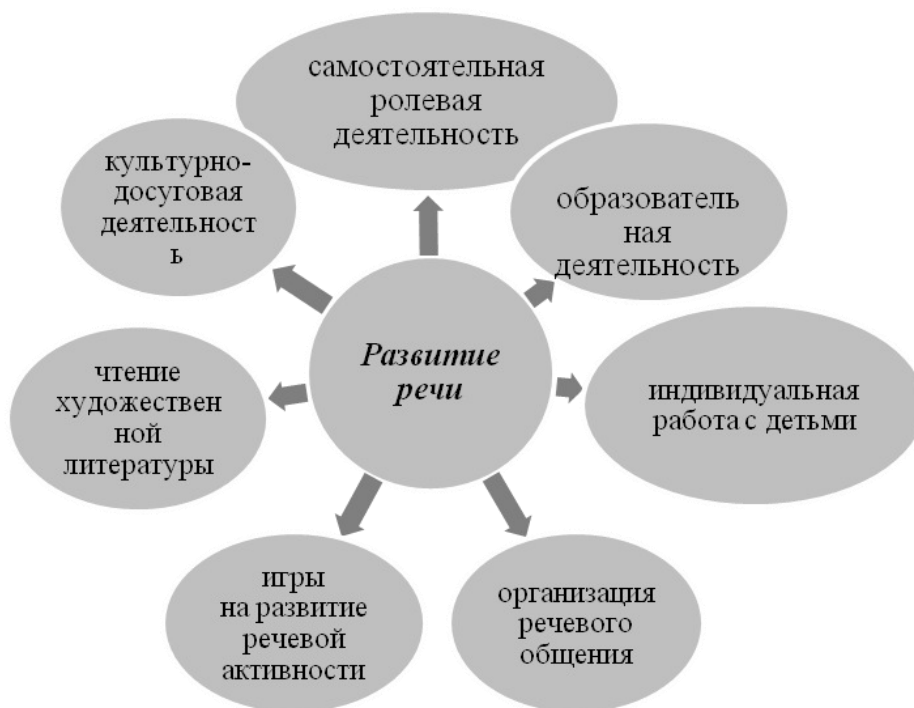 самостоятельная
ролевая
деятельность
культурно-
досуговая
деятельност
ь
образователь
ная
деятельность
Развитие
речи
чтение
художествен
ной
литературы
индивидуальная
работа с детьми
игры
на развитие
речевой
активности
организация
речевого
общения